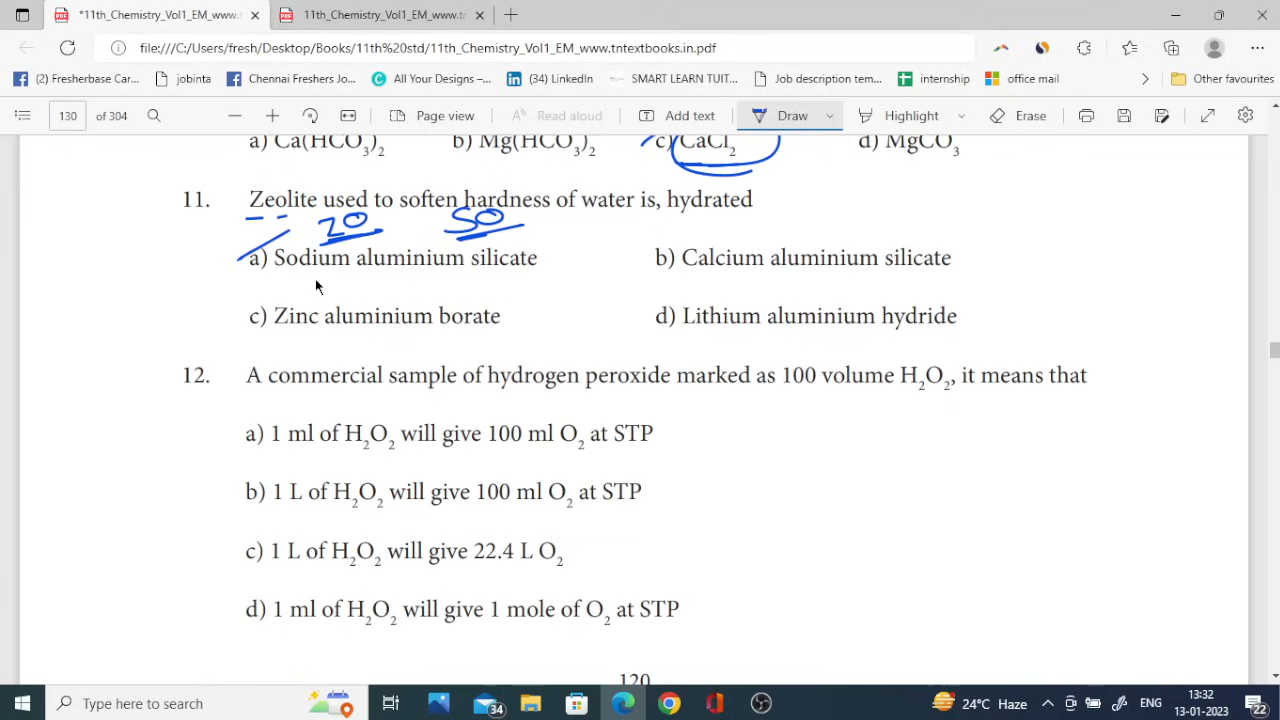 *11th_Chemistry_Vol1_EM_www.
11th_Chemistry_Vol1_EM_www.tr
file:///C:/Users/fresh/Desktop/Books/11th%20std/11th_Chemistry_Vol1_EM_www.tntextbooks.in.pdf
(2) Fresherbase Car... jobinta Chennai Freshers Jo... All Your Designs –... (34) LinkedIn SMART LEARN TUIT... Job description tem... internship office mail Other favourites
130 of 304 Page view Read aloud Add text Draw Highlight Erase
a) Ca(HCO₃)₂ b) Mg(HCO₃)₂ c) CaCl₂ d) MgCO₃
11. Zeolite used to soften hardness of water is, hydrated
20 50
a) Sodium aluminium silicate b) Calcium aluminium silicate
c) Zinc aluminium borate d) Lithium aluminium hydride
12. A commercial sample of hydrogen peroxide marked as 100 volume H₂O₂, it means that
a) 1 ml of H₂O₂ will give 100 ml O₂ at STP
b) 1 L of H₂O₂ will give 100 ml O₂ at STP
c) 1 L of H₂O₂ will give 22.4 L O₂
d) 1 ml of H₂O₂ will give 1 mole of O₂ at STP
120
Type here to search 34 24°C Haze ENG 13:32
13-01-2023 22